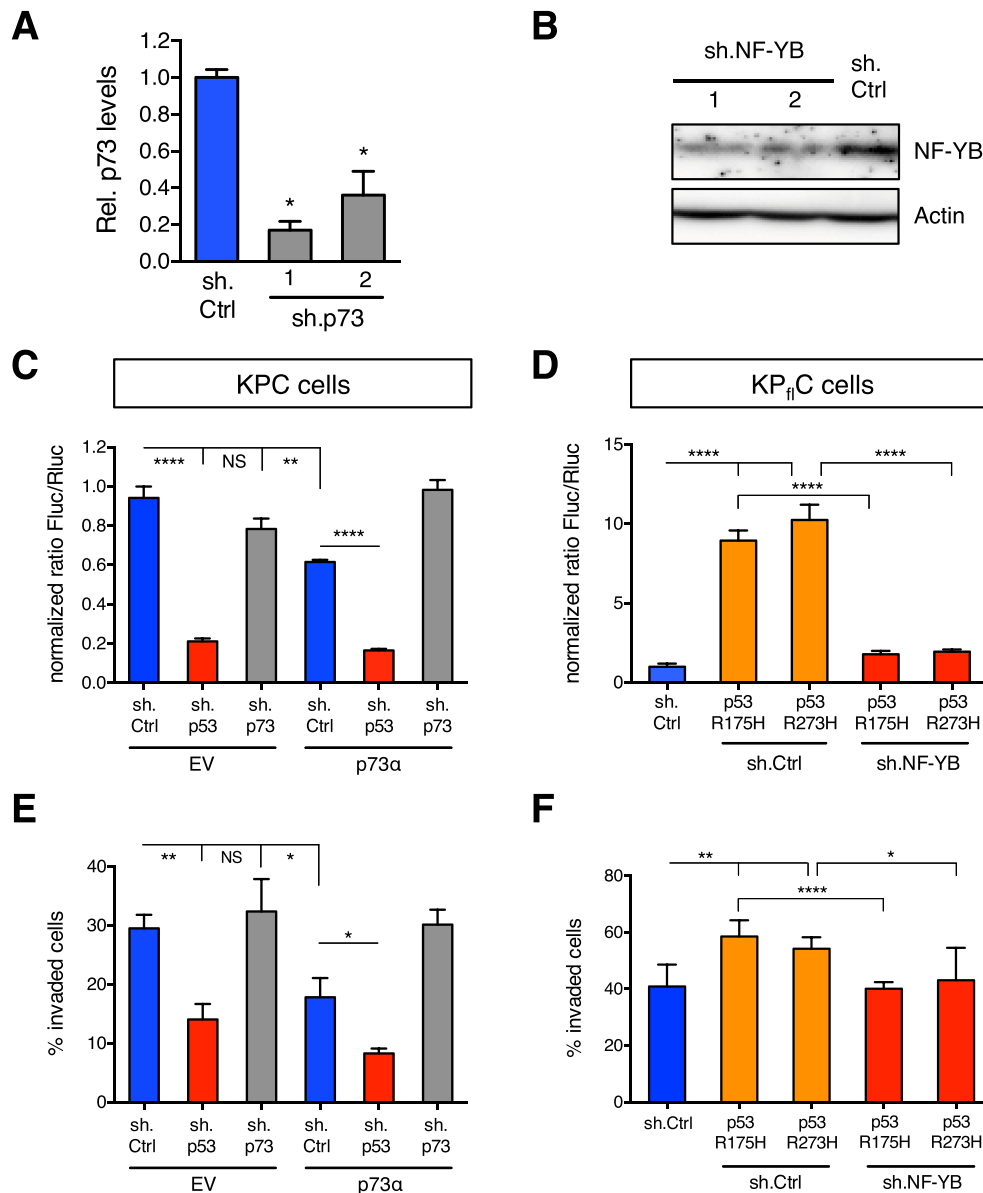 A
Rel. p73 levels
1.2
1.0
0.8
0.6
0.4
0.2
0.0
*
*
sh.
Ctrl
1
2
sh.p73
B
sh.NF-YB
sh.
Ctrl
1
2
NF-YB
Actin
C
KPC cells
normalized ratio Fluc/Rluc
1.2
1.0
0.8
0.6
0.4
0.2
0.0
****
NS
**
****
sh. sh. sh. sh. sh. sh.
Ctrl p53 p73 Ctrl p53 p73
EV
p73α
D
KPflC cells
normalized ratio Fluc/Rluc
15
10
5
0
****
****
****
sh. p53 p53 p53 p53
Ctrl R175H R273H R175H R273H
sh.Ctrl
sh.NF-YB
E
% invaded cells
40
30
20
10
0
**
NS
*
*
sh. sh. sh. sh. sh. sh.
Ctrl p53 p73 Ctrl p53 p73
EV
p73α
F
% invaded cells
80
60
40
20
0
**
*
****
sh.Ctrl p53 p53 p53 p53
R175H R273H R175H R273H
sh.Ctrl
sh.NF-YB